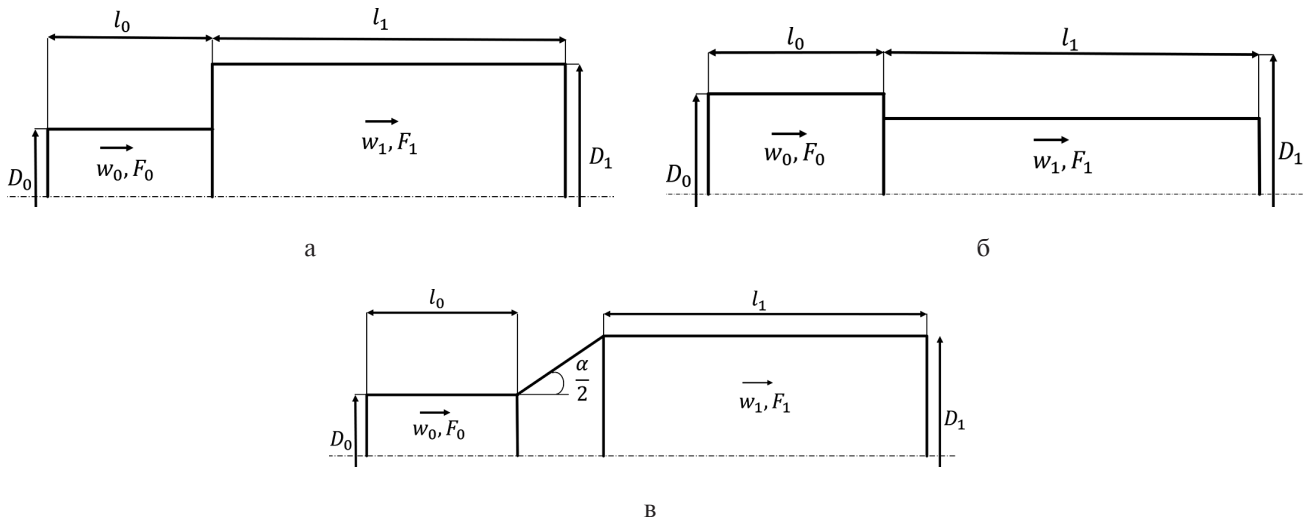 l₀ l₁
D₀ w₀, F₀ w₁, F₁ D₁
а
l₀ l₁
D₀ w₀, F₀ w₁, F₁ D₁
б
l₀ l₁
α/2
D₀ w₀, F₀ w₁, F₁ D₁
в